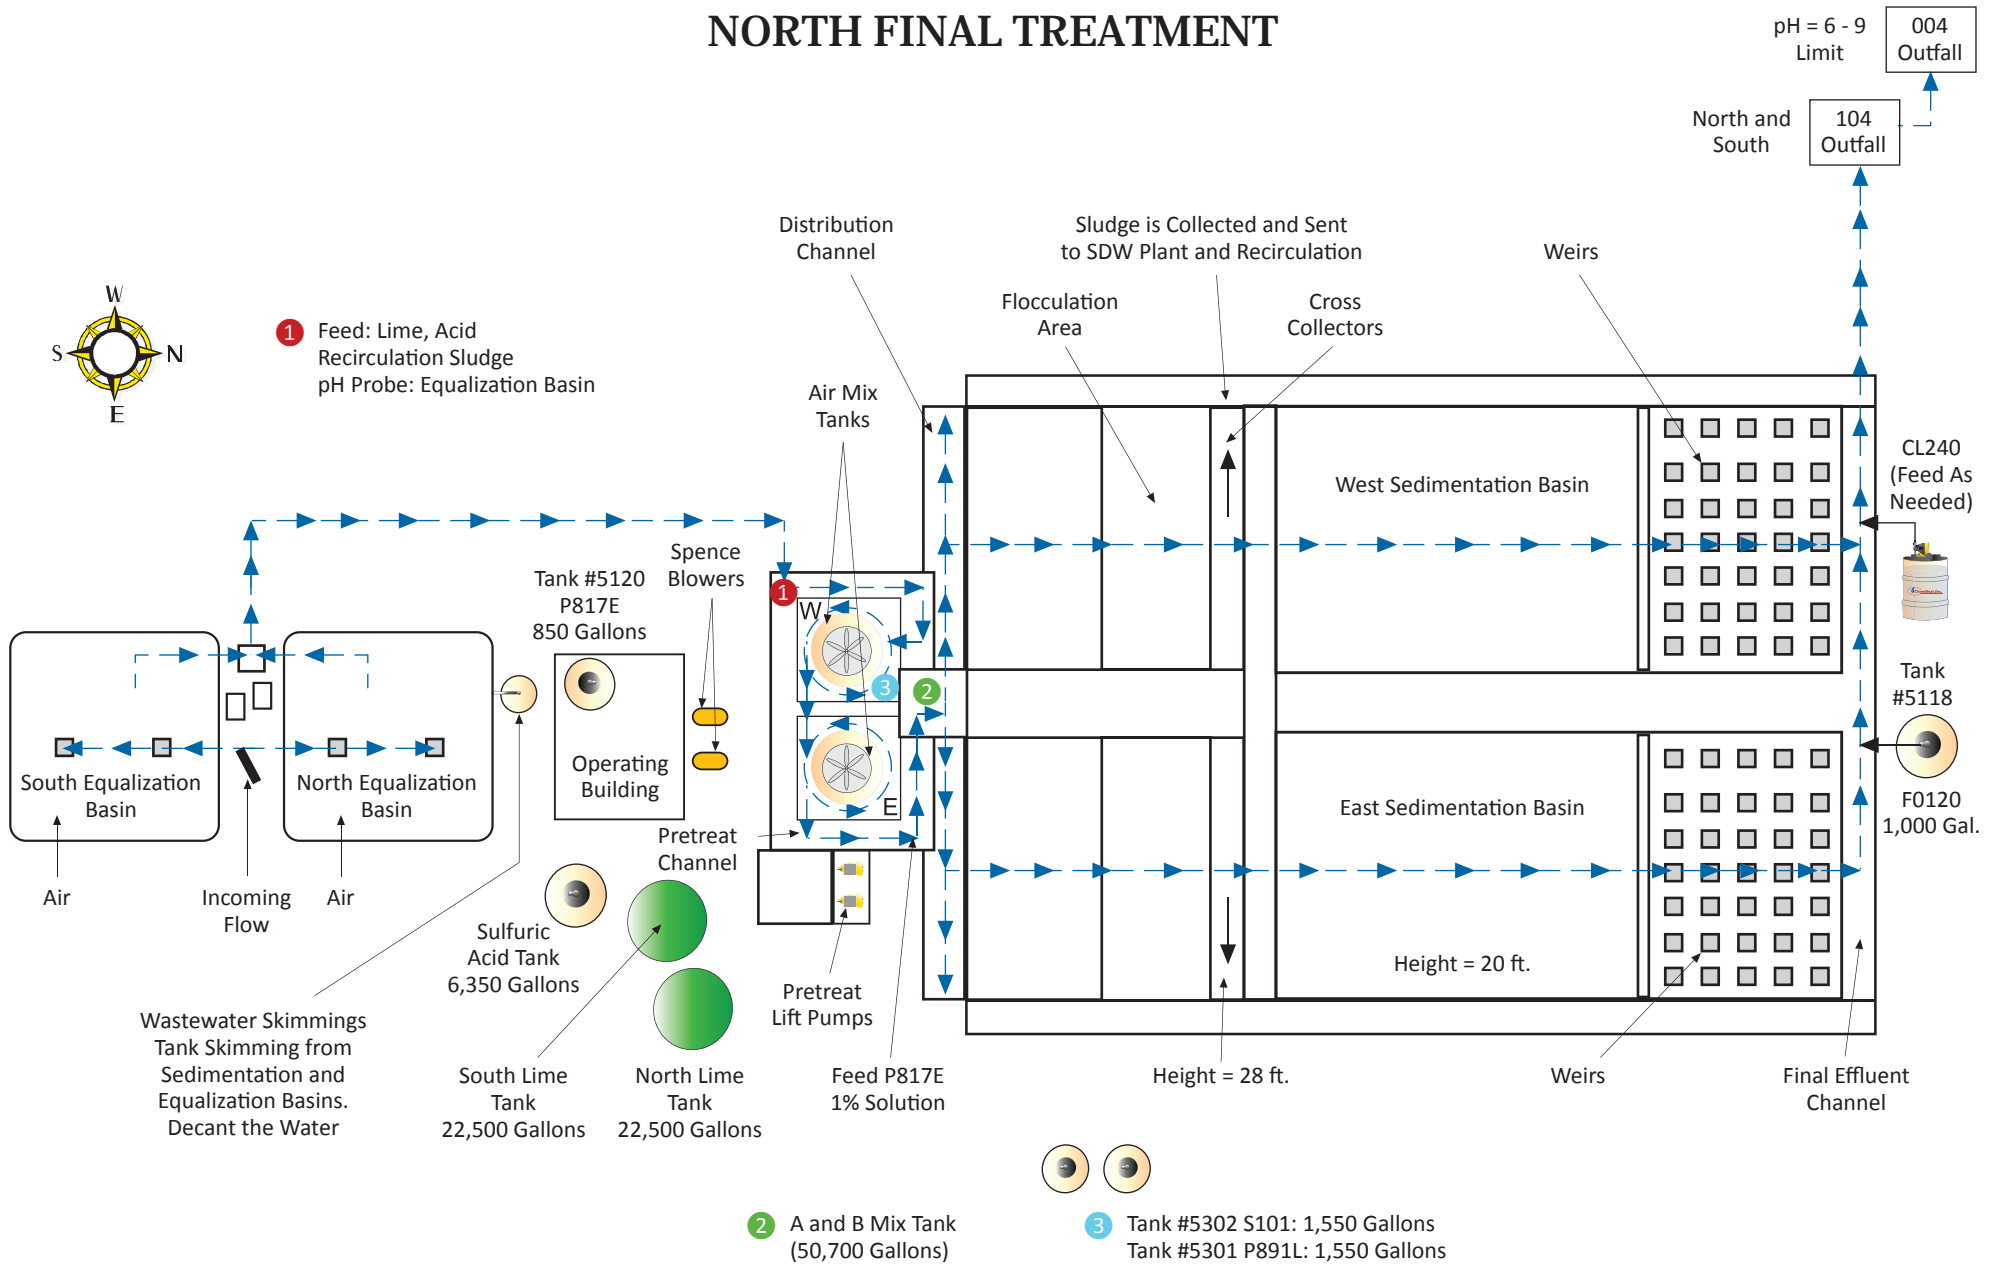 NORTH FINAL TREATMENT
pH = 6 - 9
Limit
004
Outfall
North and
South
104
Outfall
Distribution
Channel
Sludge is Collected and Sent
to SDW Plant and Recirculation
Weirs
Flocculation
Area
Cross
Collectors
W
S
N
E
1
Feed: Lime, Acid
Recirculation Sludge
pH Probe: Equalization Basin
Air Mix
Tanks
CL240
(Feed As
Needed)
West Sedimentation Basin
Spence
Blowers
Tank #5120
P817E
850 Gallons
1
W
3
2
Tank
#5118
South Equalization
Basin
North Equalization
Basin
Operating
Building
E
East Sedimentation Basin
F0120
1,000 Gal.
Pretreat
Channel
Air
Incoming
Flow
Air
Sulfuric
Acid Tank
6,350 Gallons
Height = 20 ft.
Pretreat
Lift Pumps
Wastewater Skimmings
Tank Skimming from
Sedimentation and
Equalization Basins.
Decant the Water
South Lime
Tank
22,500 Gallons
North Lime
Tank
22,500 Gallons
Feed P817E
1% Solution
Height = 28 ft.
Weirs
Final Effluent
Channel
2
A and B Mix Tank
(50,700 Gallons)
3
Tank #5302 S101: 1,550 Gallons
Tank #5301 P891L: 1,550 Gallons